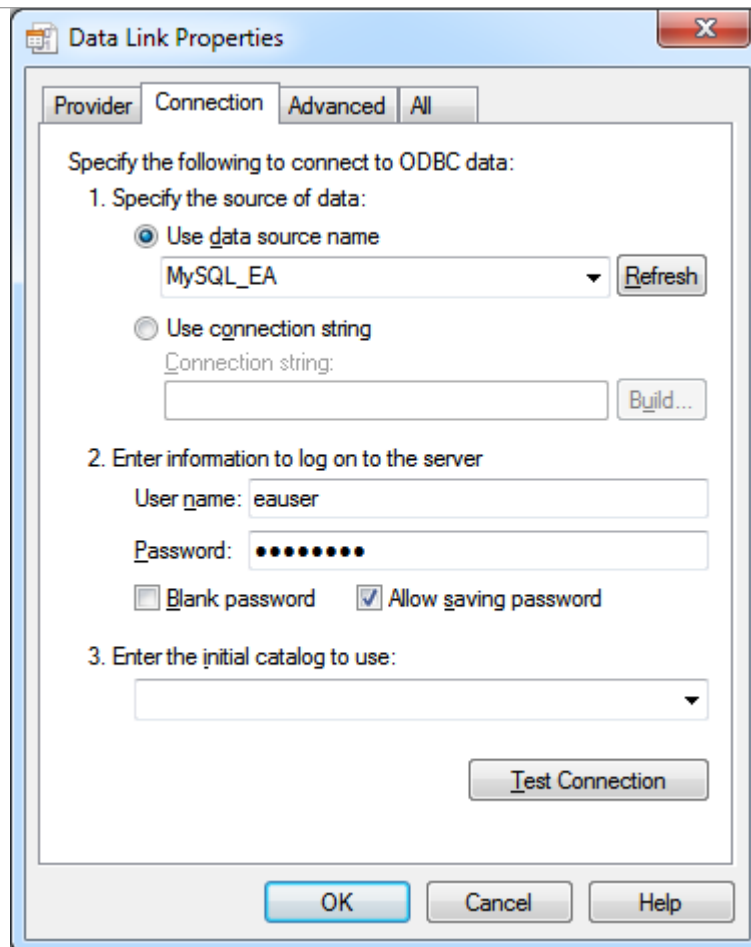 Data Link Properties
Provider Connection Advanced All
Specify the following to connect to ODBC data:
1. Specify the source of data:
Use data source name
MySQL_EA Refresh
Use connection string
Connection string:
Build...
2. Enter information to log on to the server
User name: eauser
Password: ●●●●●●●●
Blank password Allow saving password
3. Enter the initial catalog to use:
Test Connection
OK Cancel Help